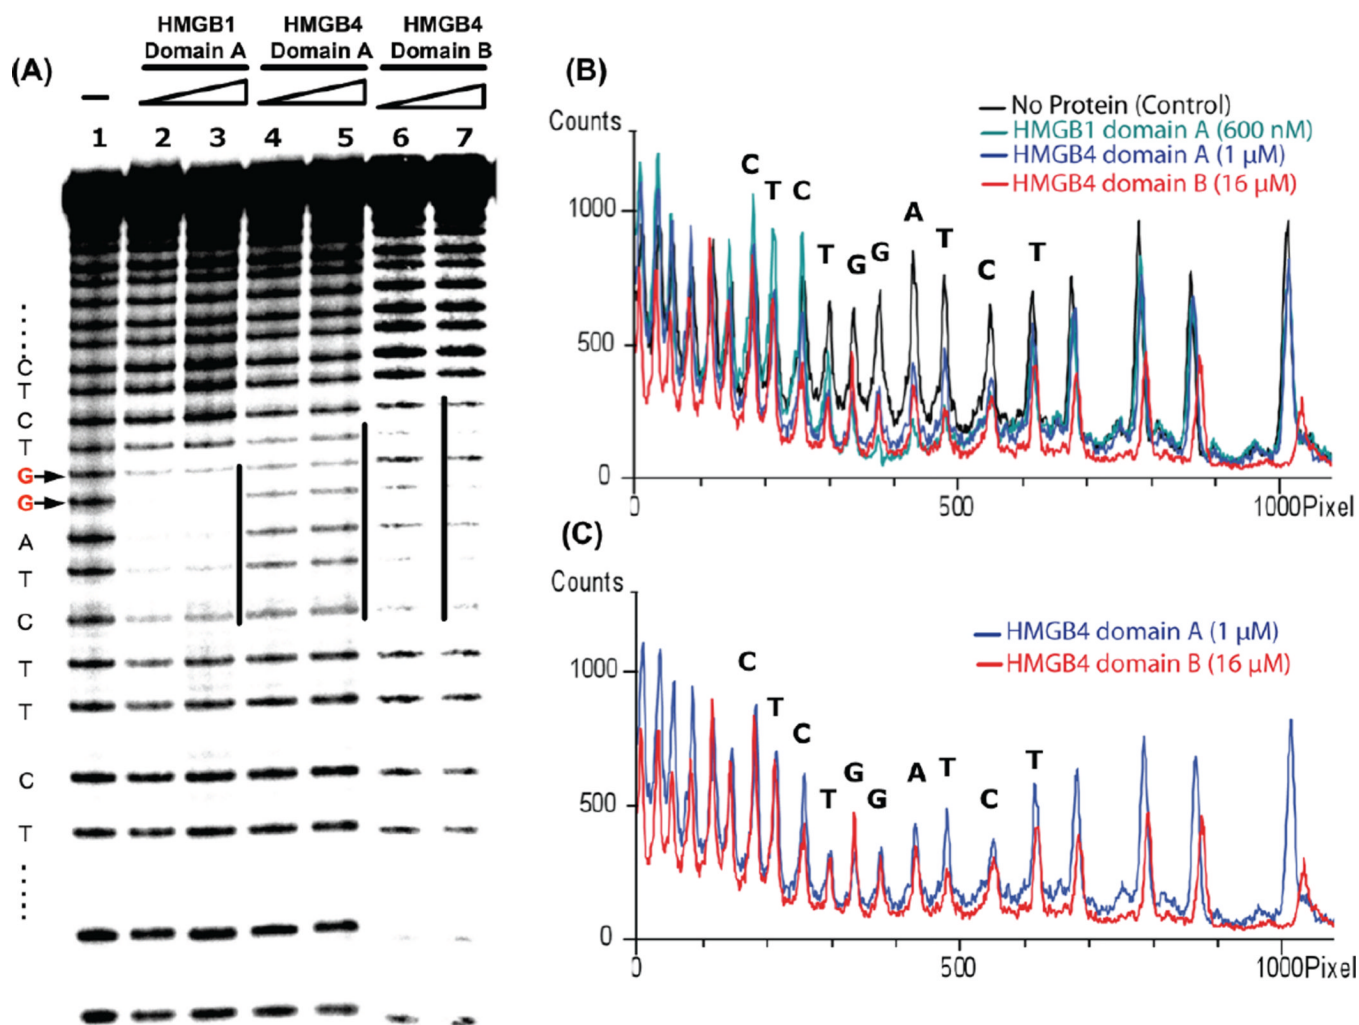 (A)
HMGB1 HMGB4 HMGB4
Domain A Domain A Domain B
1 2 3 4 5 6 7
C
T
C
T
G
G
A
T
C
T
T
C
T
(B)
Counts
No Protein (Control)
HMGB1 domain A (600 nM)
HMGB4 domain A (1 µM)
HMGB4 domain B (16 µM)
1000
500
0
C T C T G G A T C T
0 500 1000Pixel
(C)
Counts
HMGB4 domain A (1 µM)
HMGB4 domain B (16 µM)
1000
500
0
C T C T G G A T C T
0 500 1000Pixel